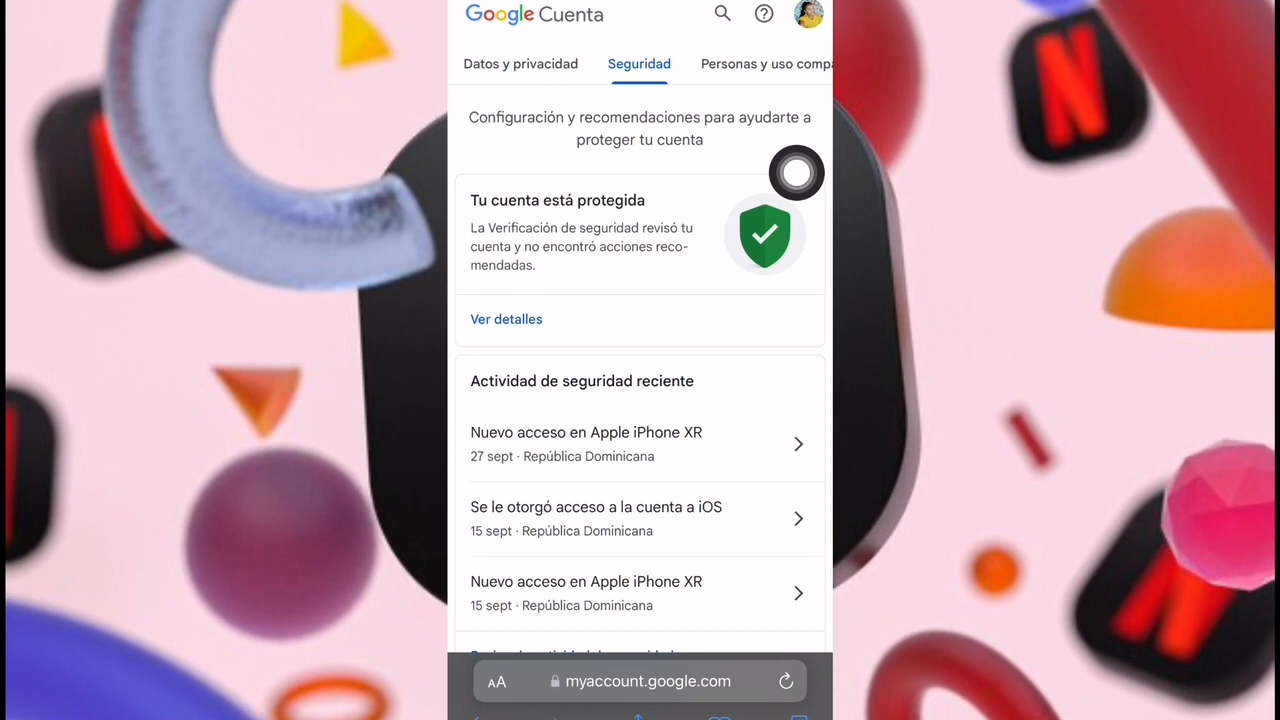 Google Cuenta
Datos y privacidad Seguridad Personas y uso compa
Configuración y recomendaciones para ayudarte a
proteger tu cuenta
Tu cuenta está protegida
La Verificación de seguridad revisó tu
cuenta y no encontró acciones reco-
mendadas.
Ver detalles
Actividad de seguridad reciente
Nuevo acceso en Apple iPhone XR
27 sept · República Dominicana
Se le otorgó acceso a la cuenta a iOS
15 sept · República Dominicana
Nuevo acceso en Apple iPhone XR
15 sept · República Dominicana
AA myaccount.google.com
N
N
N